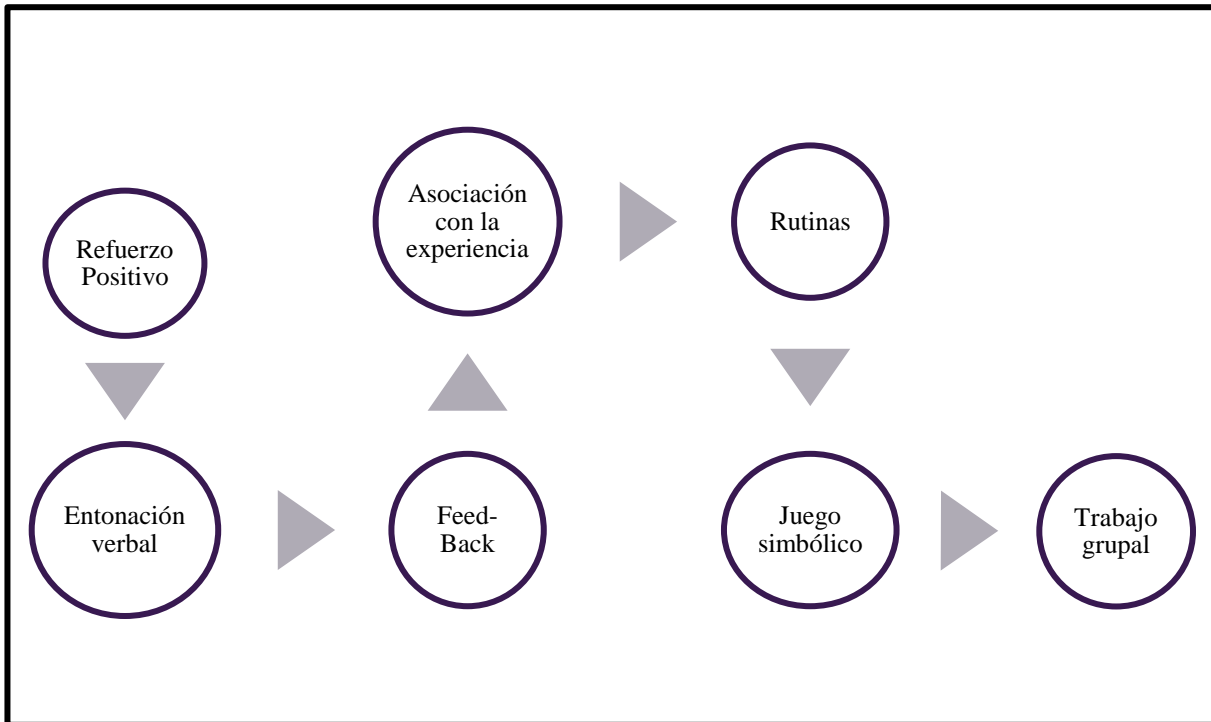 Refuerzo
Positivo
Entonación
verbal
Feed-
Back
Asociación
con la
experiencia
Rutinas
Juego
simbólico
Trabajo
grupal